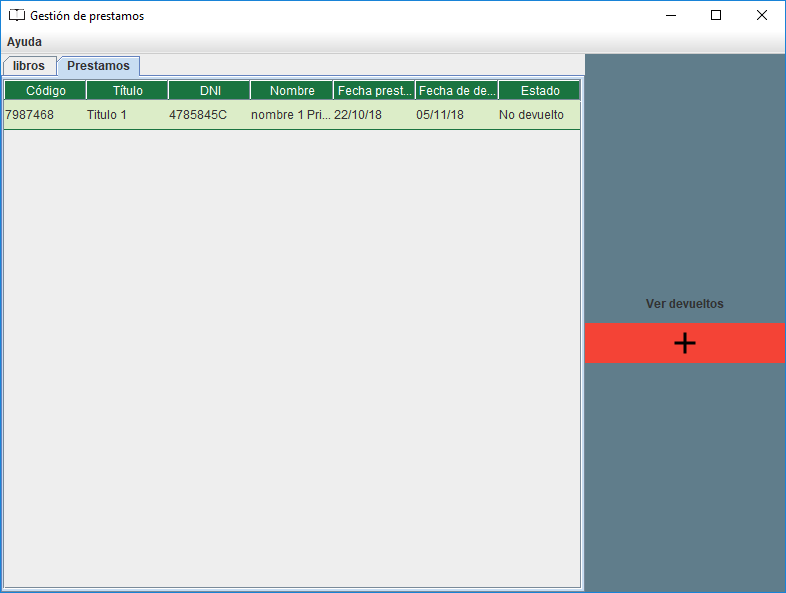 Gestión de prestamos
Ayuda
libros Prestamos
Código Título DNI Nombre Fecha prest... Fecha de de... Estado
7987468 Titulo 1 4785845C nombre 1 Pri... 22/10/18 05/11/18 No devuelto
Ver devueltos
+